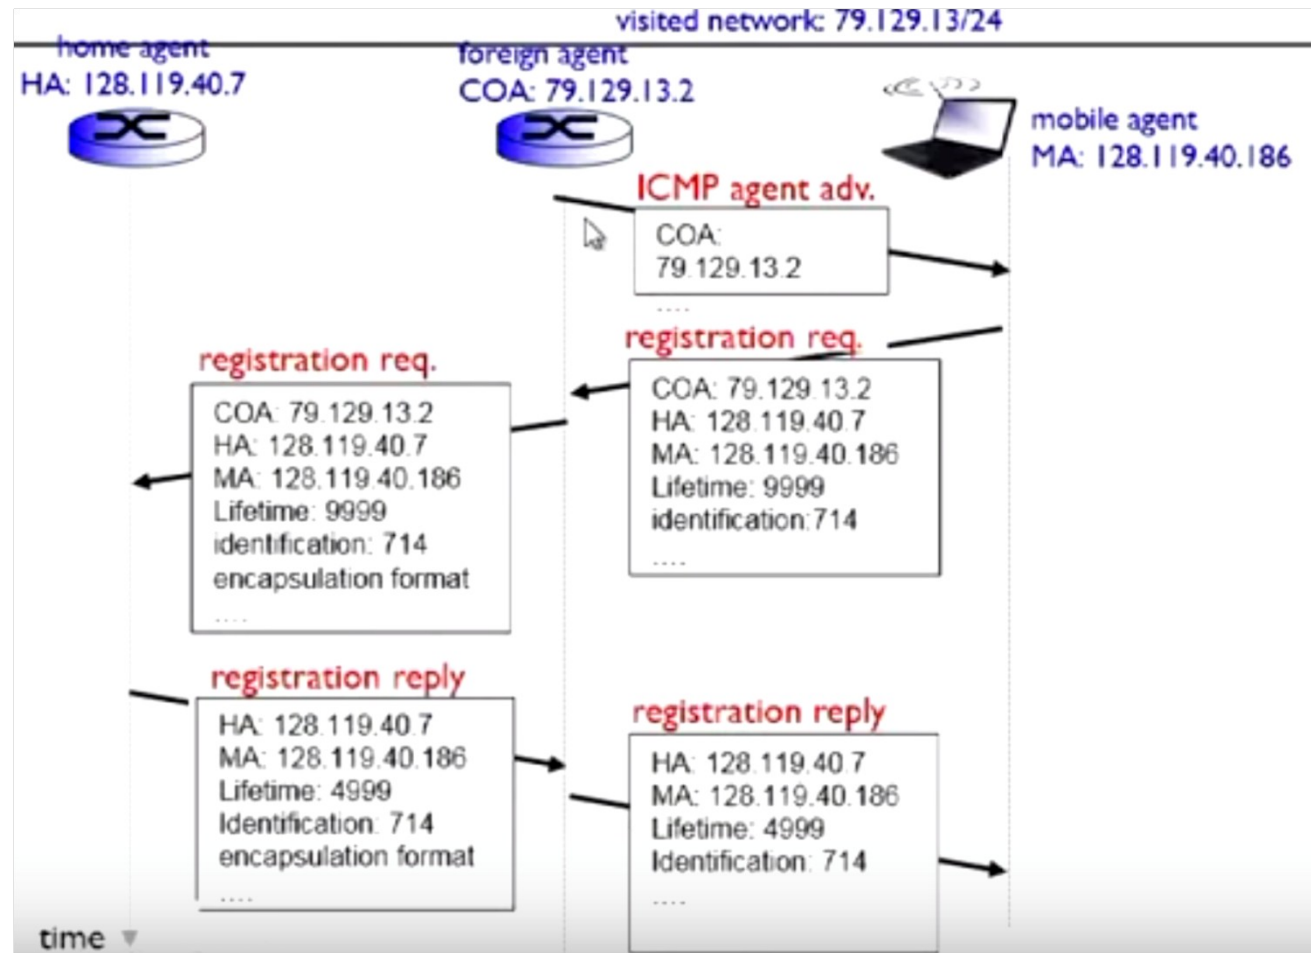 visited network: 79.129.13/24
home agent
HA: 128.119.40.7
foreign agent
COA: 79.129.13.2
mobile agent
MA: 128.119.40.186
ICMP agent adv.
COA:
79.129.13.2
....
registration req.
COA: 79.129.13.2
HA: 128.119.40.7
MA: 128.119.40.186
Lifetime: 9999
identification:714
....
registration req.
COA: 79.129.13.2
HA: 128.119.40.7
MA: 128.119.40.186
Lifetime: 9999
identification: 714
encapsulation format
....
registration reply
HA: 128.119.40.7
MA: 128.119.40.186
Lifetime: 4999
Identification: 714
encapsulation format
....
registration reply
HA: 128.119.40.7
MA: 128.119.40.186
Lifetime: 4999
Identification: 714
....
time